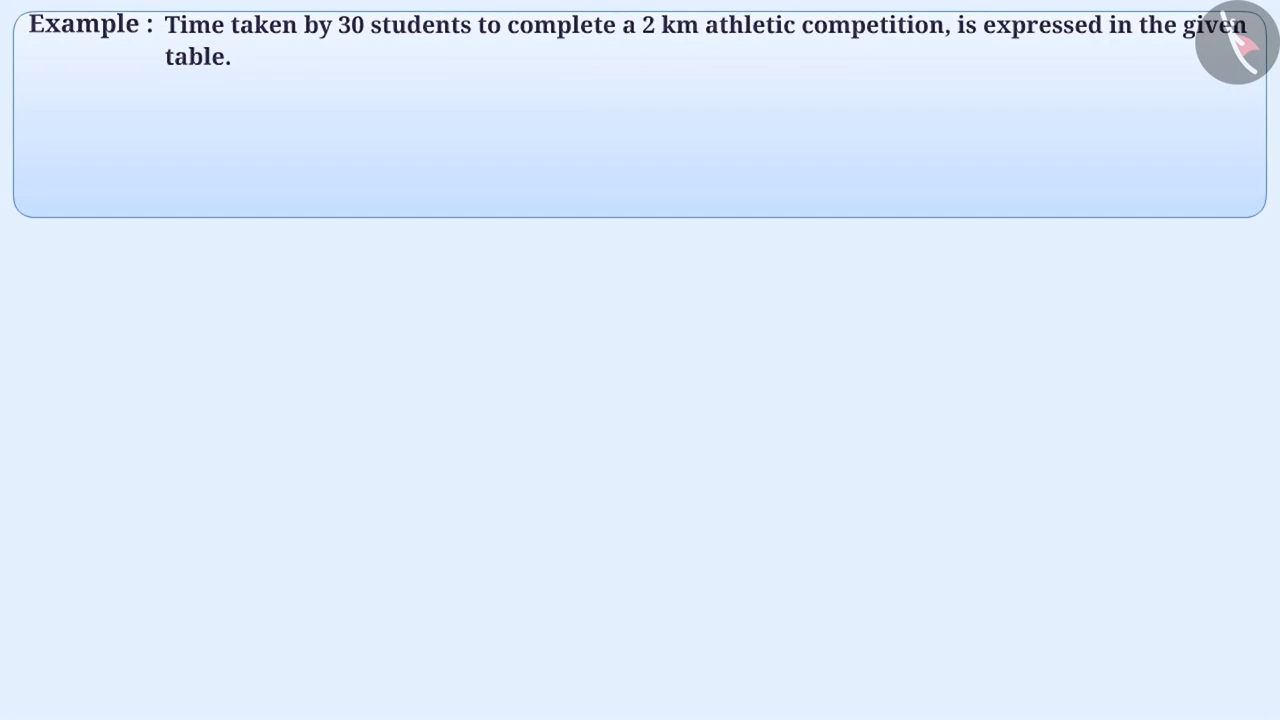 Example : Time taken by 30 students to complete a 2 km athletic competition, is expressed in the given
table.